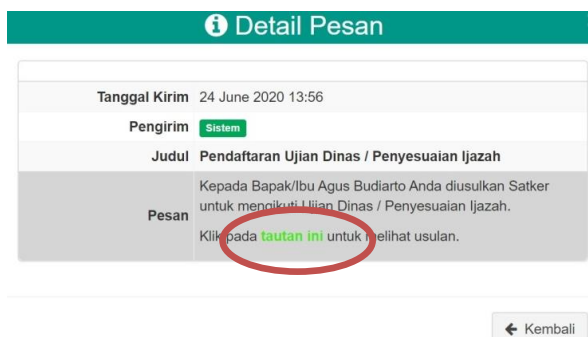 Detail Pesan
Tanggal Kirim 24 June 2020 13:56
Pengirim Sistem
Judul Pendaftaran Ujian Dinas / Penyesuaian Ijazah
Kepada Bapak/Ibu Agus Budiarto Anda diusulkan Satker
Pesan untuk mengikuti Ujian Dinas / Penyesuaian Ijazah.
Klik pada tautan ini untuk melihat usulan.
Kembali